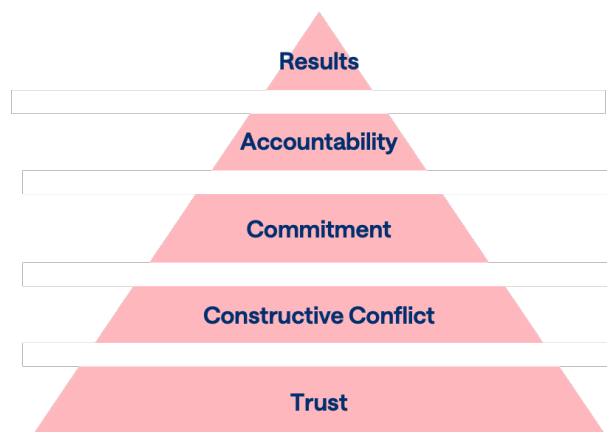 Results
Accountability
Commitment
Constructive Conflict
Trust